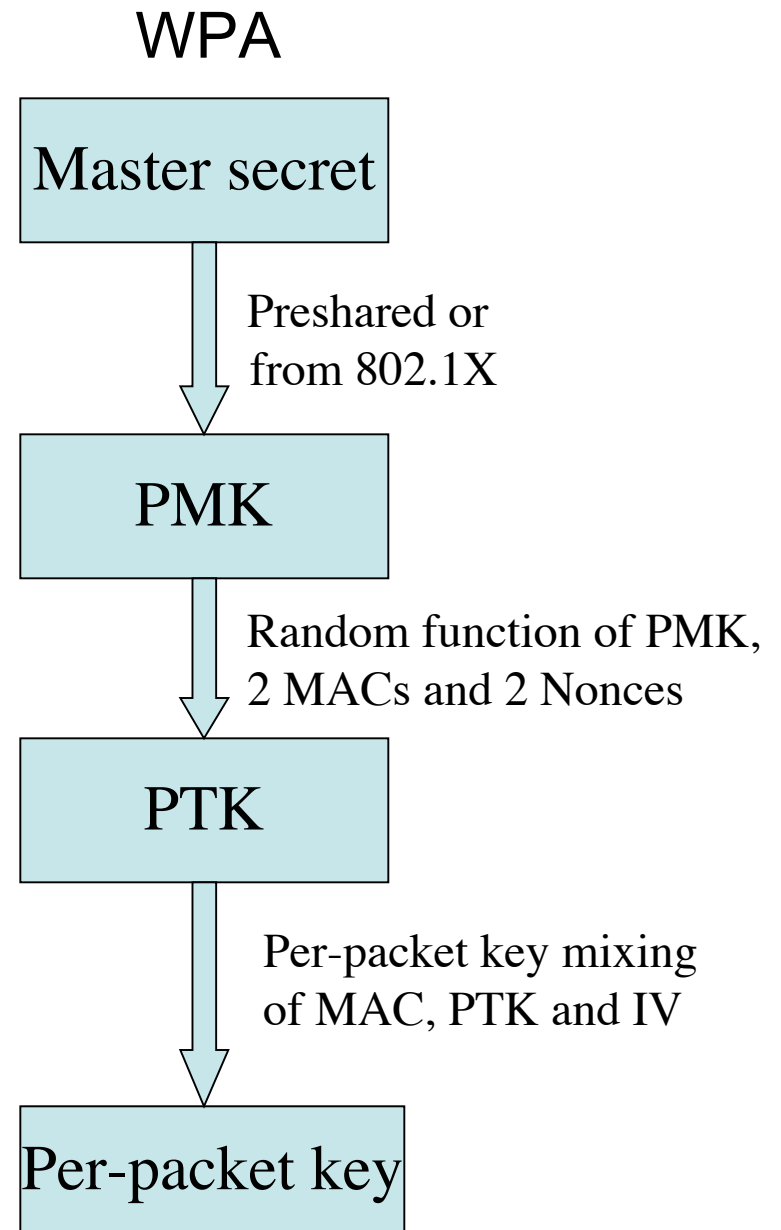 WPA
Master secret
Preshared or
from 802.1X
PMK
Random function of PMK,
2 MACs and 2 Nonces
PTK
Per-packet key mixing
of MAC, PTK and IV
Per-packet key